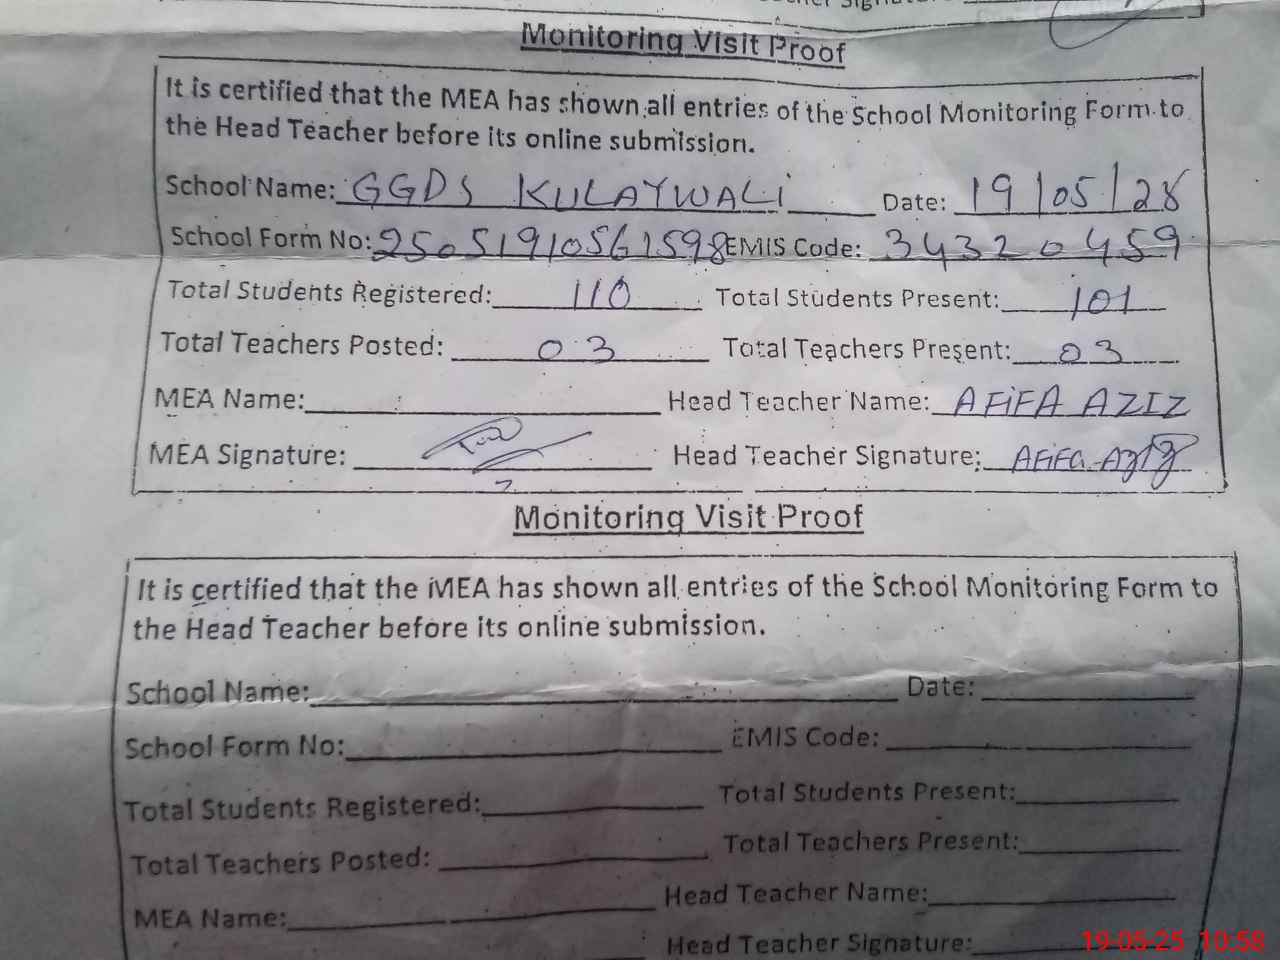 Monitoring Visit Proof
It is certified that the MEA has shown all entries of the School Monitoring Form to
the Head Teacher before its online submission.
School Name: GGDS KULAYWALI Date: 19/05/28
School Form No: 25051910561598 EMIS Code: 34320459
Total Students Registered: 110 Total Students Present: 101
Total Teachers Posted: 03 Total Teachers Present: 03
MEA Name: Head Teacher Name: AFIFA AZIZ
MEA Signature: Head Teacher Signature: AFIFA AZIZ
Monitoring Visit Proof
It is certified that the MEA has shown all entries of the School Monitoring Form to
the Head Teacher before its online submission.
School Name: Date:
School Form No: EMIS Code:
Total Students Registered: Total Students Present:
Total Teachers Posted: Total Teachers Present:
MEA Name: Head Teacher Name:
Head Teacher Signature:
19-05-25 10:58